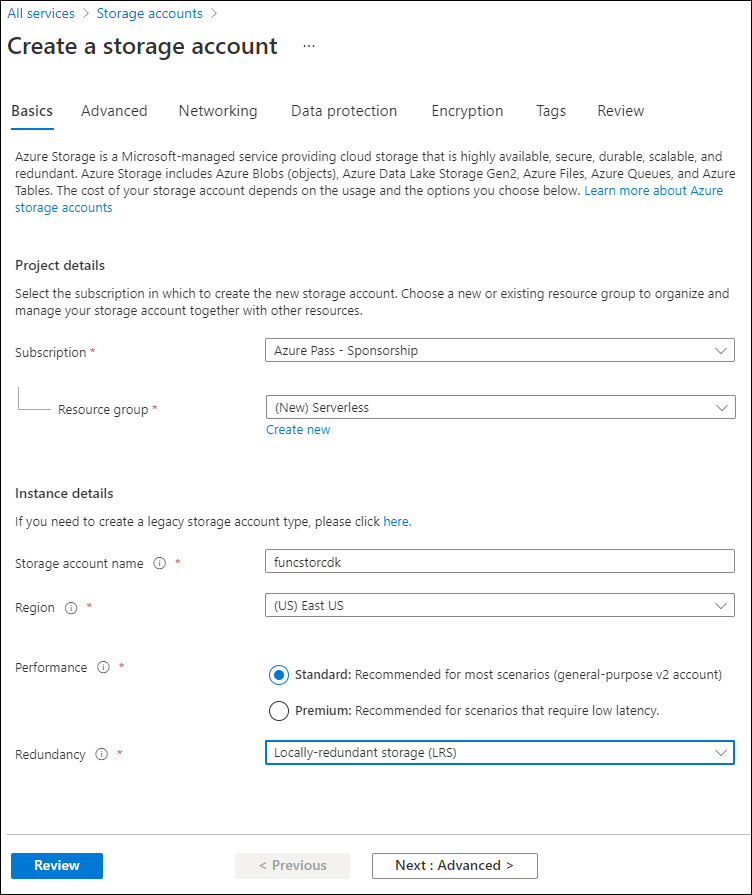 All services > Storage accounts >
Create a storage account ...
Basics Advanced Networking Data protection Encryption Tags Review
Azure Storage is a Microsoft-managed service providing cloud storage that is highly available, secure, durable, scalable, and
redundant. Azure Storage includes Azure Blobs (objects), Azure Data Lake Storage Gen2, Azure Files, Azure Queues, and Azure
Tables. The cost of your storage account depends on the usage and the options you choose below. Learn more about Azure
storage accounts
Project details
Select the subscription in which to create the new storage account. Choose a new or existing resource group to organize and
manage your storage account together with other resources.
Subscription * Azure Pass - Sponsorship
Resource group * (New) Serverless
Create new
Instance details
If you need to create a legacy storage account type, please click here.
Storage account name * funcstorcdk
Region * (US) East US
Performance * Standard: Recommended for most scenarios (general-purpose v2 account)
Premium: Recommended for scenarios that require low latency.
Redundancy * Locally-redundant storage (LRS)
Review < Previous Next : Advanced >